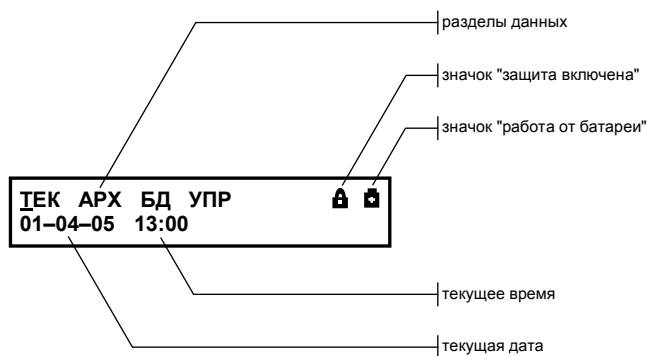 разделы данных
значок "защита включена"
значок "работа от батареи"
ТЕК АРХ БД УПР
01–04–05 13:00
текущее время
текущая дата